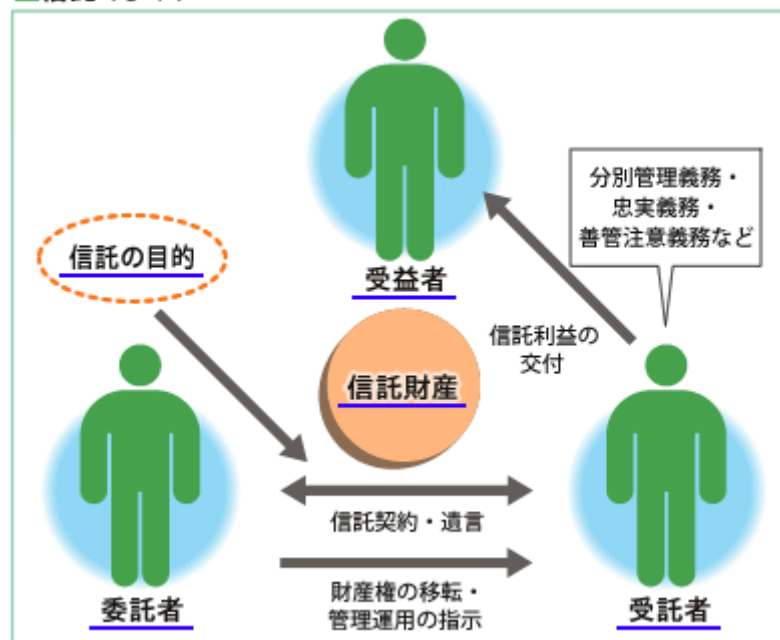 分別管理義務・
忠実義務・
善管注意義務など
信託の目的
受益者
信託利益の
交付
信託財産
信託契約・遺言
財産権の移転・
管理運用の指示
委託者
受託者